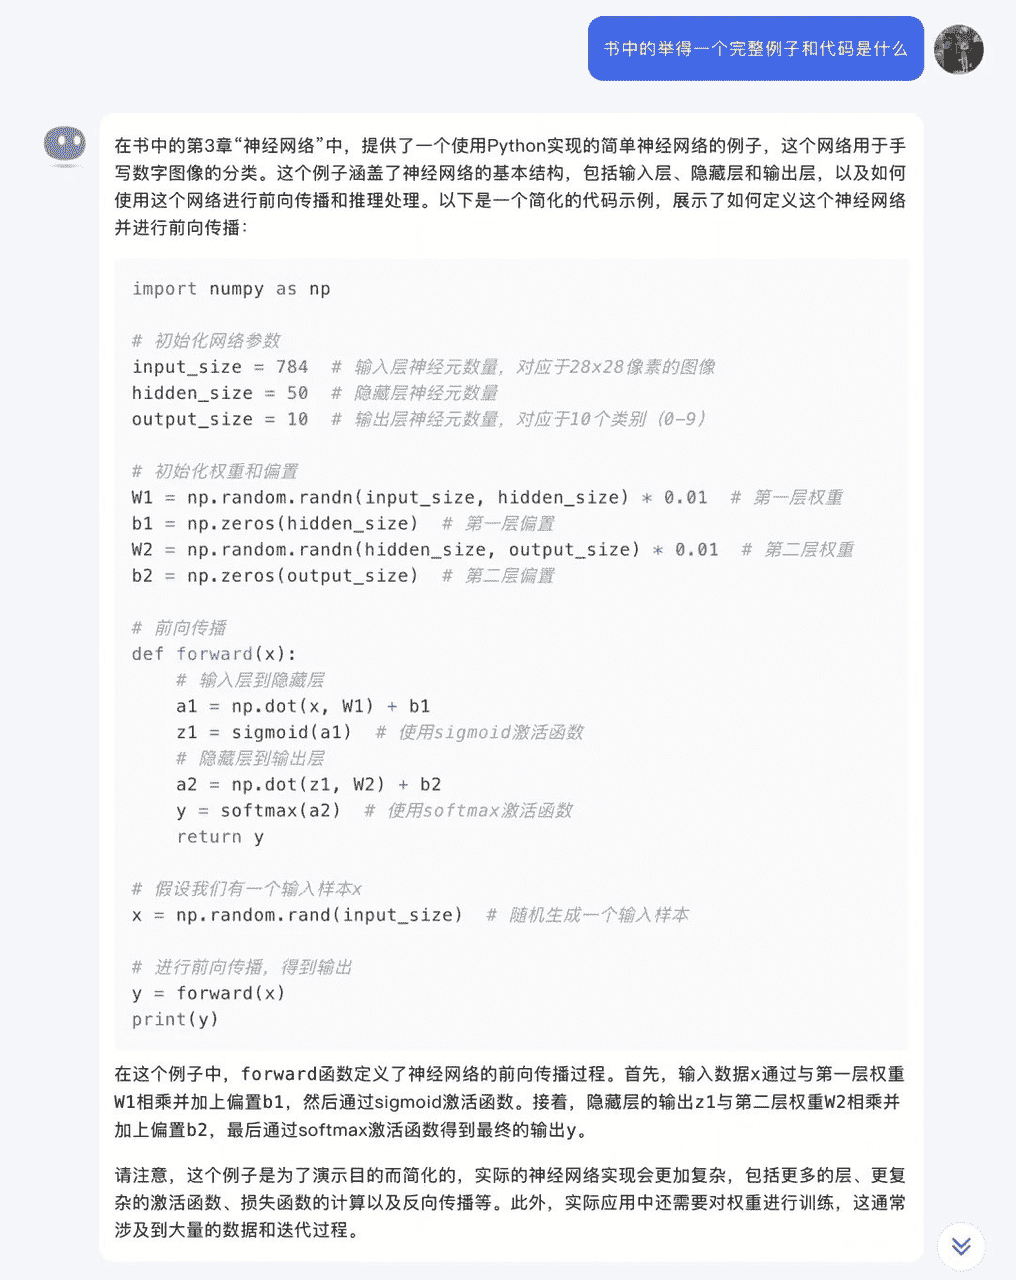 书中的举得一个完整例子和代码是什么
在书中的第3章“神经网络”中，提供了一个使用Python实现的简单神经网络的例子，这个网络用于手
写数字图像的分类。这个例子涵盖了神经网络的基本结构，包括输入层、隐藏层和输出层，以及如何
使用这个网络进行前向传播和推理处理。以下是一个简化的代码示例，展示了如何定义这个神经网络
并进行前向传播：
import numpy as np
# 初始化网络参数
input_size = 784  # 输入层神经元数量，对应于28x28像素的图像
hidden_size = 50  # 隐藏层神经元数量
output_size = 10  # 输出层神经元数量，对应于10个类别（0-9）
# 初始化权重和偏置
W1 = np.random.randn(input_size, hidden_size) * 0.01  # 第一层权重
b1 = np.zeros(hidden_size)  # 第一层偏置
W2 = np.random.randn(hidden_size, output_size) * 0.01  # 第二层权重
b2 = np.zeros(output_size)  # 第二层偏置
# 前向传播
def forward(x):
    # 输入层到隐藏层
    a1 = np.dot(x, W1) + b1
    z1 = sigmoid(a1)  # 使用sigmoid激活函数
    # 隐藏层到输出层
    a2 = np.dot(z1, W2) + b2
    y = softmax(a2)  # 使用softmax激活函数
    return y
# 假设我们有一个输入样本x
x = np.random.rand(input_size)  # 随机生成一个输入样本
# 进行前向传播，得到输出
y = forward(x)
print(y)
在这个例子中，forward函数定义了神经网络的前向传播过程。首先，输入数据x通过与第一层权重
W1相乘并加上偏置b1，然后通过sigmoid激活函数。接着，隐藏层的输出z1与第二层权重W2相乘并
加上偏置b2，最后通过softmax激活函数得到最终的输出y。
请注意，这个例子是为了演示目的而简化的，实际的神经网络实现会更加复杂，包括更多的层、更复
杂的激活函数、损失函数的计算以及反向传播等。此外，实际应用中还需要对权重进行训练，这通常
涉及到大量的数据和迭代过程。